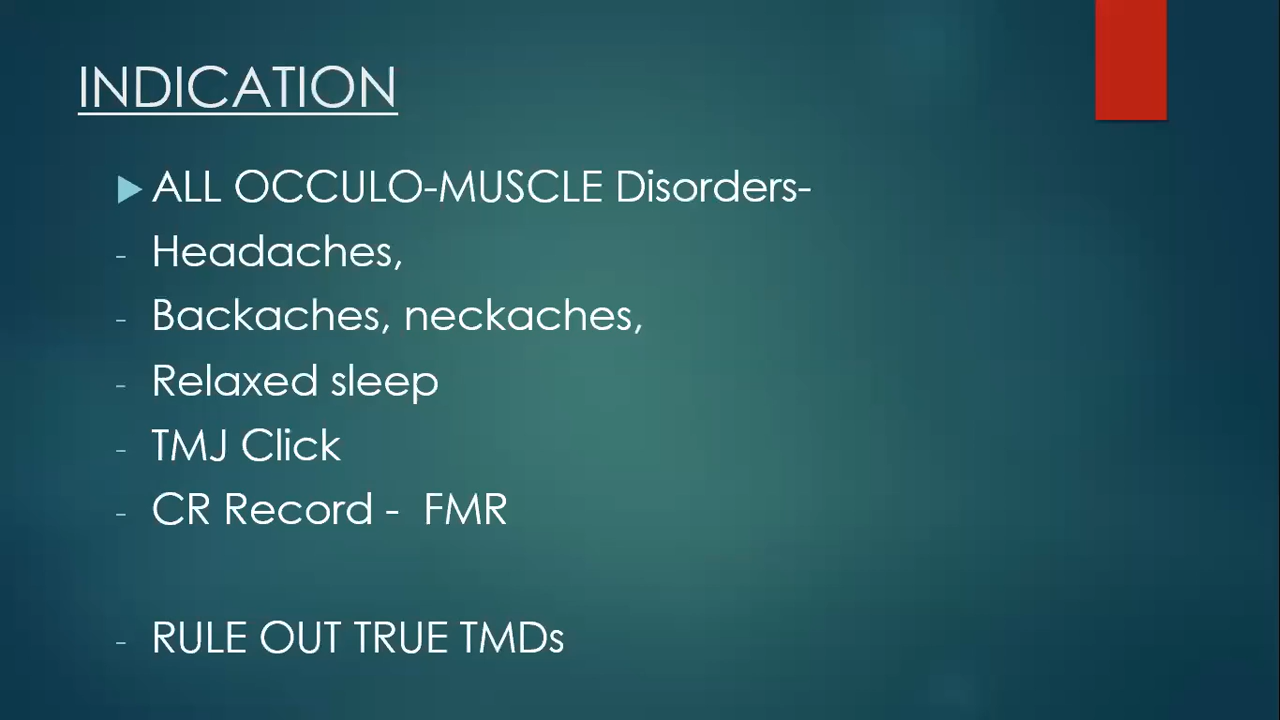 INDICATION
ALL OCCULO-MUSCLE Disorders-
- Headaches,
- Backaches, neckaches,
- Relaxed sleep
- TMJ Click
- CR Record -  FMR
- RULE OUT TRUE TMDs